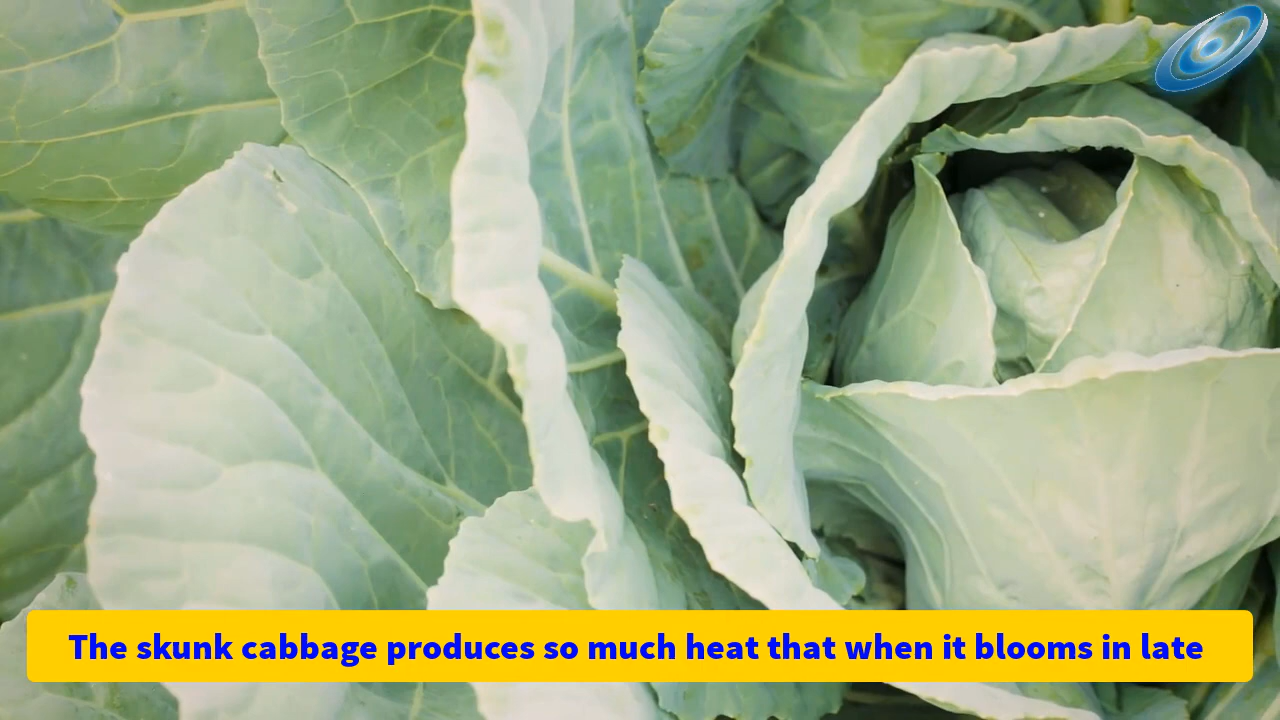 The skunk cabbage produces so much heat that when it blooms in late